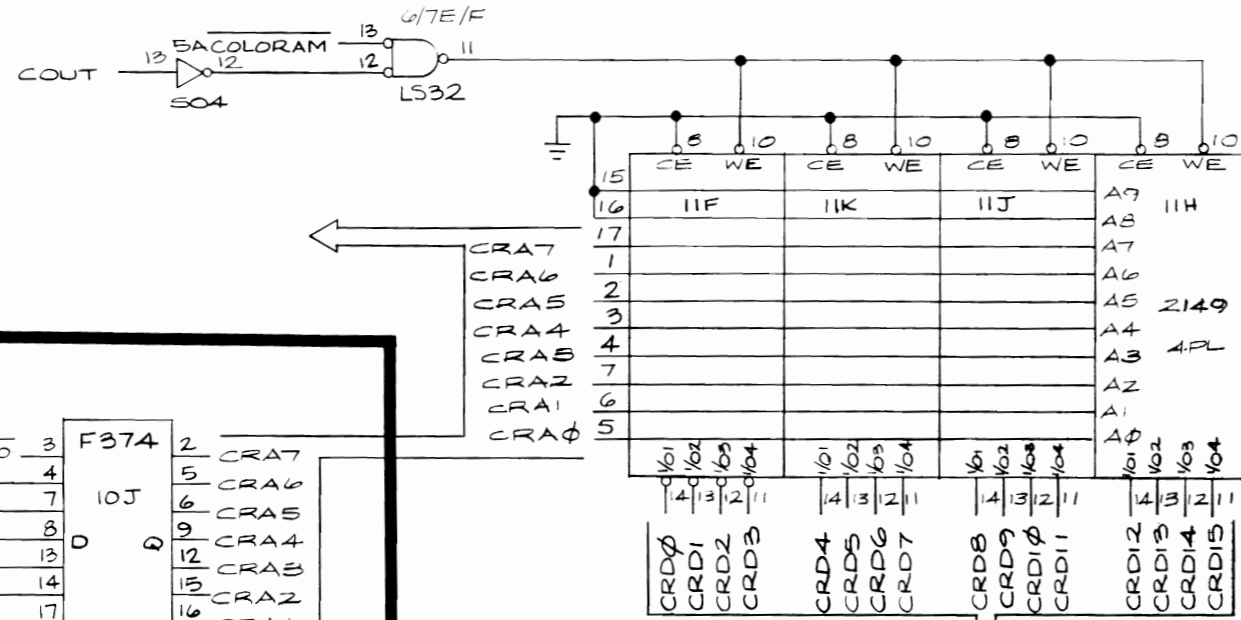 6/7E/F
5A COLORAM 13 11
COUT 13 12 12
S04 LS32
8 10 8 10 8 10 8 10
CE WE CE WE CE WE CE WE
15 A9
16 11F 11K 11J A8 11H
17 A7
CRA7
1 A6
CRA6
2 A5 2149
CRA5
3 A4
CRA4
4 A3 4PL
CRA3
7 A2
CRA2
6 A1
CRA1
5 AØ
CRAØ
I/O1 I/O2 I/O3 I/O4 I/O1 I/O2 I/O3 I/O4 I/O1 I/O2 I/O3 I/O4 I/O1 I/O2 I/O3 I/O4
14 13 12 11 14 13 12 11 14 13 12 11 14 13 12 11
CRDØ CRD1 CRD2 CRD3 CRD4 CRD5 CRD6 CRD7 CRD8 CRD9 CRD1Ø CRD11 CRD12 CRD13 CRD14 CRD15
3 F374 2 CRA7
4 5 CRA6
7 10J 6 CRA5
8 D Q 9 CRA4
13 12 CRA3
14 15 CRA2
17 16